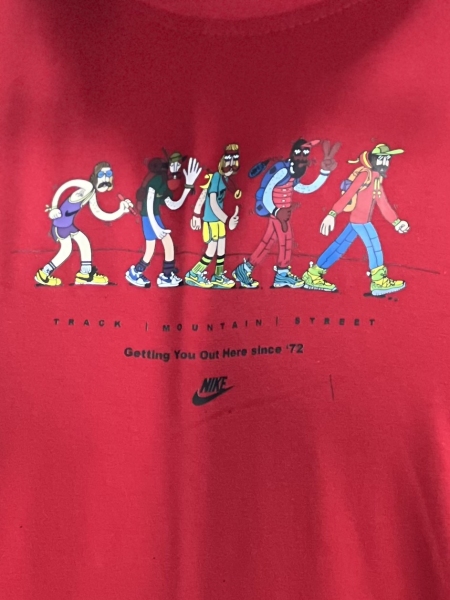 TRACK | MOUNTAIN | STREET
Getting You Out Here since '72
NIKE